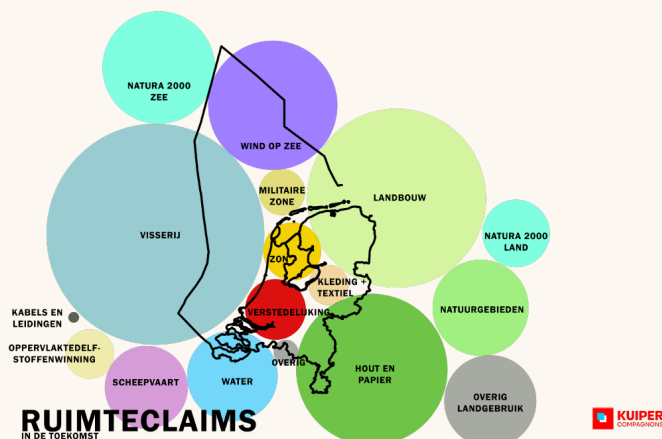 NATURA 2000
ZEE
WIND OP ZEE
MILITAIRE
ZONE
LANDBOUW
VISSERIJ
NATURA 2000
LAND
ZON
KLEDING +
TEXTIEL
KABELS EN
LEIDINGEN
VERSTEDELIJKING
NATUURGEBIEDEN
OPPERVLAKTEDELF-
STOFFENWINNING
OVERIG
SCHEEPVAART
WATER
HOUT EN
PAPIER
OVERIG
LANDGEBRUIK
RUIMTECLAIMS
IN DE TOEKOMST
KUIPER
COMPAGNONS